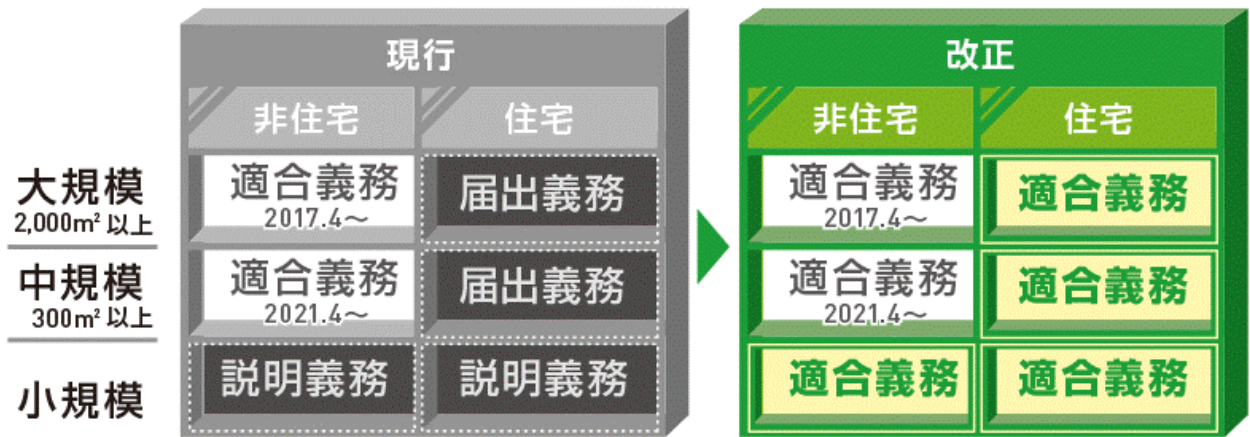 現行
改正
非住宅
住宅
非住宅
住宅
大規模
2,000m² 以上
適合義務
2017.4～
届出義務
適合義務
2017.4～
適合義務
中規模
300m² 以上
適合義務
2021.4～
届出義務
適合義務
2021.4～
適合義務
小規模
説明義務
説明義務
適合義務
適合義務